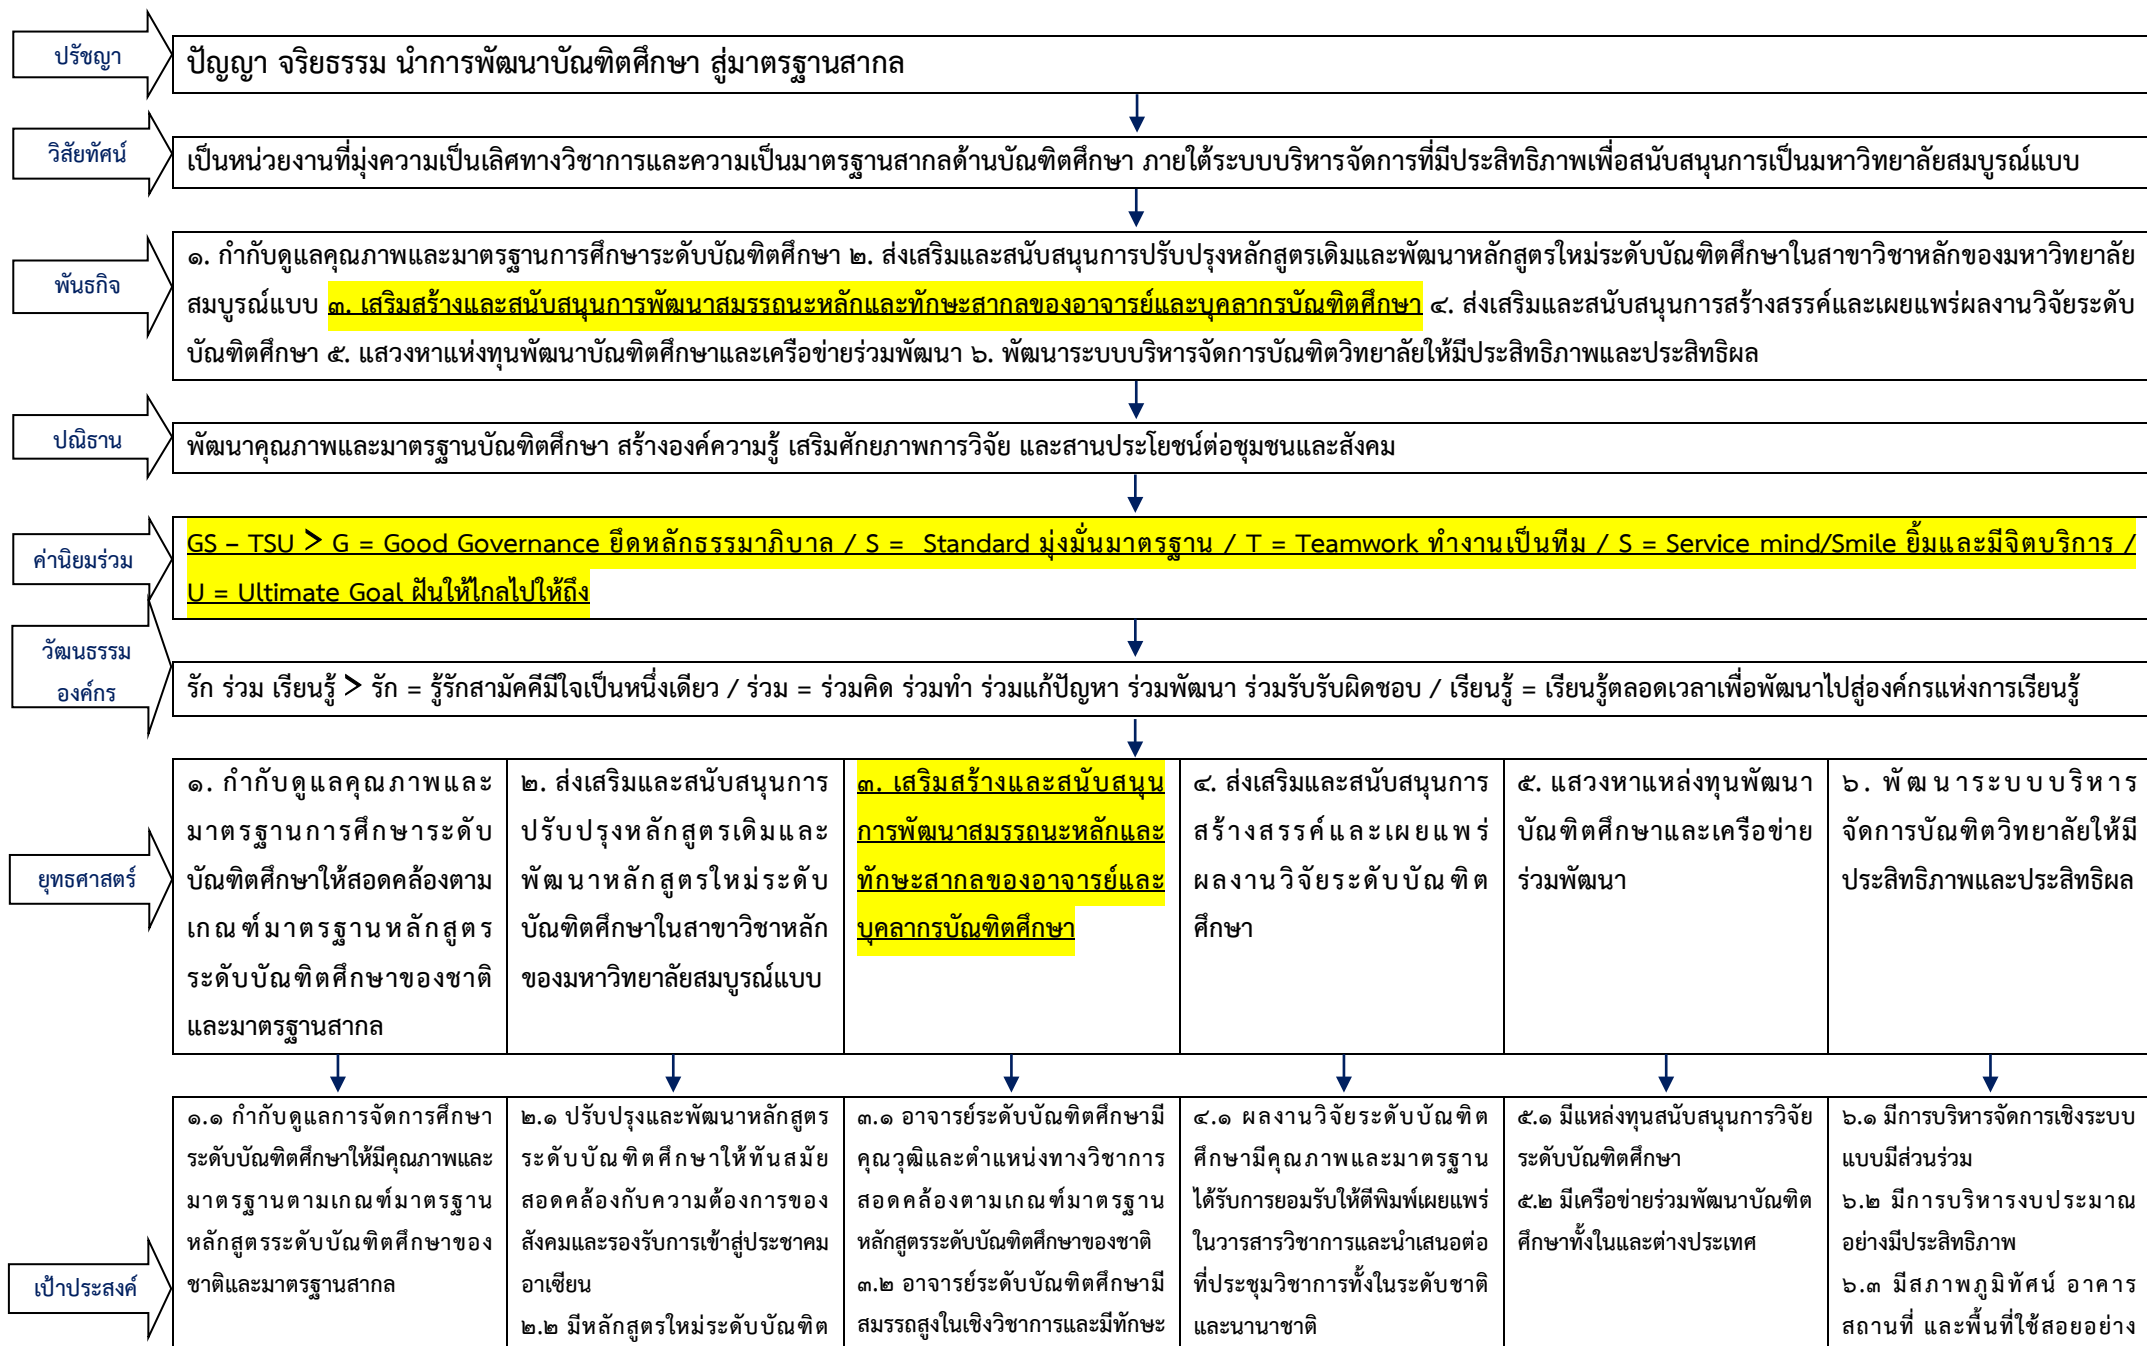 ปรัชญา
ปัญญา จริยธรรม นำการพัฒนาบัณฑิตศึกษา สู่มาตรฐานสากล
วิสัยทัศน์
เป็นหน่วยงานที่มุ่งความเป็นเลิศทางวิชาการและความเป็นมาตรฐานสากลด้านบัณฑิตศึกษา ภายใต้ระบบบริหารจัดการที่มีประสิทธิภาพเพื่อสนับสนุนการเป็นมหาวิทยาลัยสมบูรณ์แบบ
พันธกิจ
๑. กำกับดูแลคุณภาพและมาตรฐานการศึกษาระดับบัณฑิตศึกษา ๒. ส่งเสริมและสนับสนุนการปรับปรุงหลักสูตรเดิมและพัฒนาหลักสูตรใหม่ระดับบัณฑิตศึกษาในสาขาวิชาหลักของมหาวิทยาลัย
สมบูรณ์แบบ ๓. เสริมสร้างและสนับสนุนการพัฒนาสมรรถนะหลักและทักษะสากลของอาจารย์และบุคลากรบัณฑิตศึกษา ๔. ส่งเสริมและสนับสนุนการสร้างสรรค์และเผยแพร่ผลงานวิจัยระดับ
บัณฑิตศึกษา ๕. แสวงหาแห่งทุนพัฒนาบัณฑิตศึกษาและเครือข่ายร่วมพัฒนา ๖. พัฒนาระบบบริหารจัดการบัณฑิตวิทยาลัยให้มีประสิทธิภาพและประสิทธิผล
ปณิธาน
พัฒนาคุณภาพและมาตรฐานบัณฑิตศึกษา สร้างองค์ความรู้ เสริมศักยภาพการวิจัย และสานประโยชน์ต่อชุมชนและสังคม
ค่านิยมร่วม
GS – TSU > G = Good Governance ยึดหลักธรรมาภิบาล / S = Standard มุ่งมั่นมาตรฐาน / T = Teamwork ทำงานเป็นทีม / S = Service mind/Smile ยิ้มและมีจิตบริการ /
U = Ultimate Goal ฝันให้ไกลไปให้ถึง
วัฒนธรรม
องค์กร
รัก ร่วม เรียนรู้ > รัก = รู้รักสามัคคีมีใจเป็นหนึ่งเดียว / ร่วม = ร่วมคิด ร่วมทำ ร่วมแก้ปัญหา ร่วมพัฒนา ร่วมรับรับผิดชอบ / เรียนรู้ = เรียนรู้ตลอดเวลาเพื่อพัฒนาไปสู่องค์กรแห่งการเรียนรู้
ยุทธศาสตร์
๑. กำกับดูแลคุณภาพและ
มาตรฐานการศึกษาระดับ
บัณฑิตศึกษาให้สอดคล้องตาม
เกณฑ์มาตรฐานหลักสูตร
ระดับบัณฑิตศึกษาของชาติ
และมาตรฐานสากล
๒. ส่งเสริมและสนับสนุนการ
ปรับปรุงหลักสูตรเดิมและ
พัฒนาหลักสูตรใหม่ระดับ
บัณฑิตศึกษาในสาขาวิชาหลัก
ของมหาวิทยาลัยสมบูรณ์แบบ
๓. เสริมสร้างและสนับสนุน
การพัฒนาสมรรถนะหลักและ
ทักษะสากลของอาจารย์และ
บุคลากรบัณฑิตศึกษา
๔. ส่งเสริมและสนับสนุนการ
สร้างสรรค์และเผยแพร่
ผลงานวิจัยระดับบัณฑิต
ศึกษา
๕. แสวงหาแหล่งทุนพัฒนา
บัณฑิตศึกษาและเครือข่าย
ร่วมพัฒนา
๖. พัฒนาระบบบริหาร
จัดการบัณฑิตวิทยาลัยให้มี
ประสิทธิภาพและประสิทธิผล
เป้าประสงค์
๑.๑ กำกับดูแลการจัดการศึกษา
ระดับบัณฑิตศึกษาให้มีคุณภาพและ
มาตรฐานตามเกณฑ์มาตรฐาน
หลักสูตรระดับบัณฑิตศึกษาของ
ชาติและมาตรฐานสากล
๒.๑ ปรับปรุงและพัฒนาหลักสูตร
ระดับบัณฑิตศึกษาให้ทันสมัย
สอดคล้องกับความต้องการของ
สังคมและรองรับการเข้าสู่ประชาคม
อาเซียน
๒.๒ มีหลักสูตรใหม่ระดับบัณฑิต
๓.๑ อาจารย์ระดับบัณฑิตศึกษามี
คุณวุฒิและตำแหน่งทางวิชาการ
สอดคล้องตามเกณฑ์มาตรฐาน
หลักสูตรระดับบัณฑิตศึกษาของชาติ
๓.๒ อาจารย์ระดับบัณฑิตศึกษามี
สมรรถสูงในเชิงวิชาการและมีทักษะ
๔.๑ ผลงานวิจัยระดับบัณฑิต
ศึกษามีคุณภาพและมาตรฐาน
ได้รับการยอมรับให้ตีพิมพ์เผยแพร่
ในวารสารวิชาการและนำเสนอต่อ
ที่ประชุมวิชาการทั้งในระดับชาติ
และนานาชาติ
๕.๑ มีแหล่งทุนสนับสนุนการวิจัย
ระดับบัณฑิตศึกษา
๕.๒ มีเครือข่ายร่วมพัฒนาบัณฑิต
ศึกษาทั้งในและต่างประเทศ
๖.๑ มีการบริหารจัดการเชิงระบบ
แบบมีส่วนร่วม
๖.๒ มีการบริหารงบประมาณ
อย่างมีประสิทธิภาพ
๖.๓ มีสภาพภูมิทัศน์ อาคาร
สถานที่ และพื้นที่ใช้สอยอย่าง